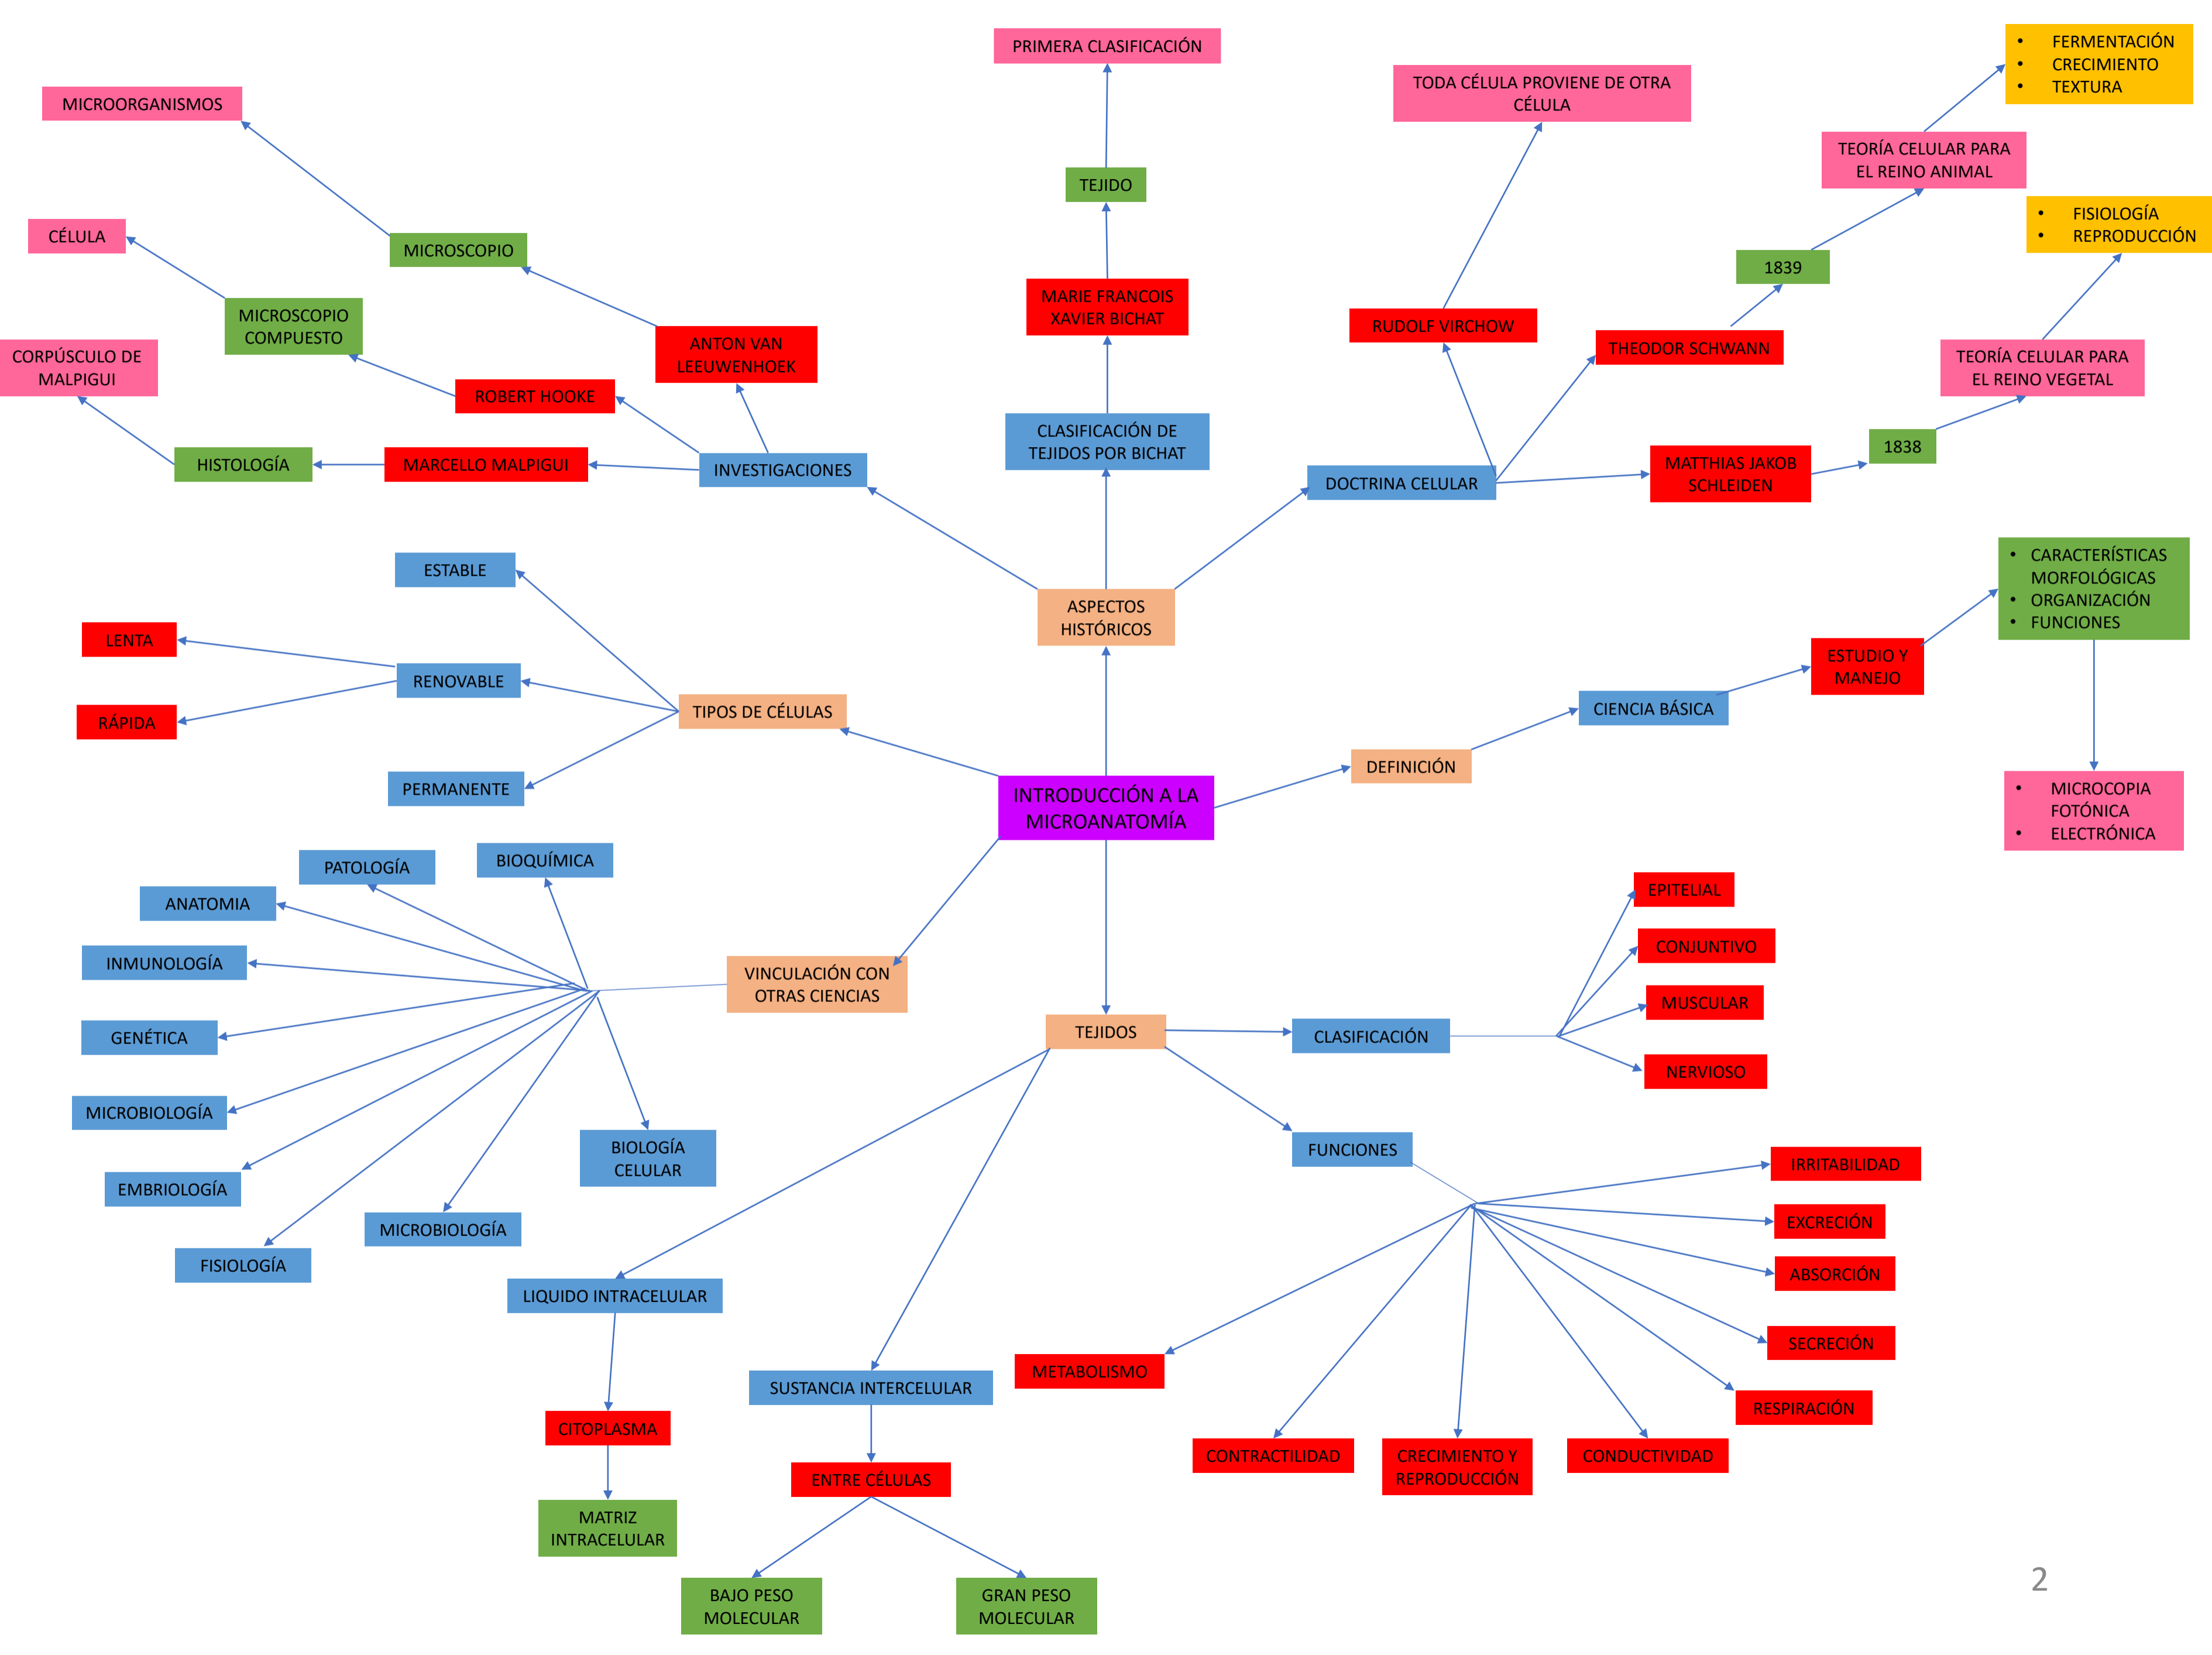 PRIMERA CLASIFICACIÓN
TEJIDO
MARIE FRANCOIS
XAVIER BICHAT
CLASIFICACIÓN DE
TEJIDOS POR BICHAT
MICROORGANISMOS
MICROSCOPIO
ANTON VAN
LEEUWENHOEK
CÉLULA
MICROSCOPIO
COMPUESTO
ROBERT HOOKE
CORPÚSCULO DE
MALPIGUI
HISTOLOGÍA
MARCELLO MALPIGUI
INVESTIGACIONES
TODA CÉLULA PROVIENE DE OTRA
CÉLULA
RUDOLF VIRCHOW
• FERMENTACIÓN
• CRECIMIENTO
• TEXTURA
TEORÍA CELULAR PARA
EL REINO ANIMAL
1839
THEODOR SCHWANN
• FISIOLOGÍA
• REPRODUCCIÓN
TEORÍA CELULAR PARA
EL REINO VEGETAL
1838
MATTHIAS JAKOB
SCHLEIDEN
DOCTRINA CELULAR
ASPECTOS
HISTÓRICOS
ESTABLE
LENTA
RENOVABLE
RÁPIDA
TIPOS DE CÉLULAS
PERMANENTE
• CARACTERÍSTICAS
MORFOLÓGICAS
• ORGANIZACIÓN
• FUNCIONES
ESTUDIO Y
MANEJO
CIENCIA BÁSICA
DEFINICIÓN
• MICROCOPIA
FOTÓNICA
• ELECTRÓNICA
INTRODUCCIÓN A LA
MICROANATOMÍA
BIOQUÍMICA
PATOLOGÍA
ANATOMIA
INMUNOLOGÍA
VINCULACIÓN CON
OTRAS CIENCIAS
GENÉTICA
MICROBIOLOGÍA
EMBRIOLOGÍA
FISIOLOGÍA
MICROBIOLOGÍA
BIOLOGÍA
CELULAR
TEJIDOS
CLASIFICACIÓN
EPITELIAL
CONJUNTIVO
MUSCULAR
NERVIOSO
FUNCIONES
IRRITABILIDAD
EXCRECIÓN
ABSORCIÓN
SECRECIÓN
RESPIRACIÓN
METABOLISMO
CONTRACTILIDAD
CRECIMIENTO Y
REPRODUCCIÓN
CONDUCTIVIDAD
LIQUIDO INTRACELULAR
CITOPLASMA
MATRIZ
INTRACELULAR
SUSTANCIA INTERCELULAR
ENTRE CÉLULAS
BAJO PESO
MOLECULAR
GRAN PESO
MOLECULAR
2